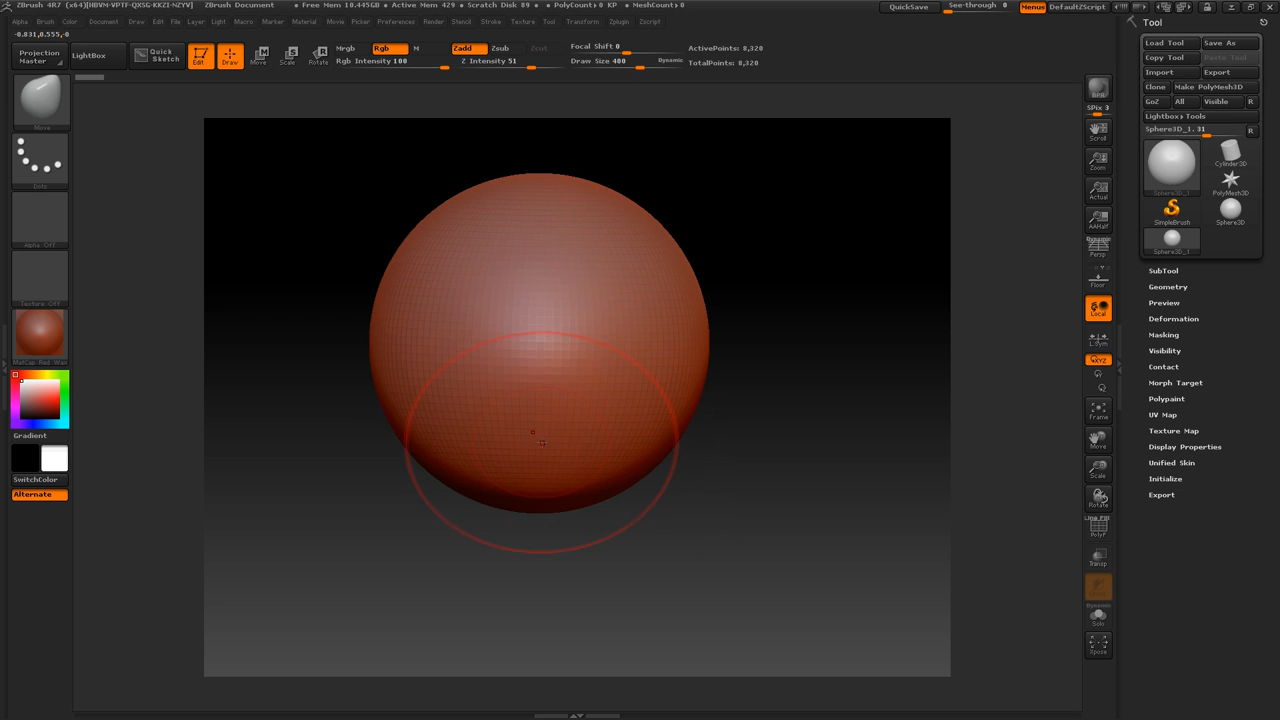 ZBrush 4R7 (x64)[HBVM-VPTF-QXSG-KKZI-NZYV] ZBrush Document • Free Mem 10.445GB • Active Mem 429 • Scratch Disk 89 • PolyCount▸0 KP • MeshCount▸0 QuickSave See-through 0 Menus DefaultZScript
Alpha Brush Color Document Draw Edit File Layer Light Macro Marker Material Movie Picker Preferences Render Stencil Stroke Texture Tool Transform Zplugin Zscript
-0.831,0.555,-0
Projection Master
LightBox
Quick Sketch
Edit
Draw
Move
Scale
Rotate
Mrgb Rgb M
Rgb Intensity 100
Zadd Zsub Zcut
Z Intensity 51
Focal Shift 0
Draw Size 400 Dynamic
ActivePoints: 8,320
TotalPoints: 8,320
Move
Dots
Alpha Off
Texture Off
MatCap Red Wax
Gradient
SwitchColor
Alternate
BPR
SPix 3
Scroll
Zoom
Actual
AAHalf
Dynamic
Persp
Floor
Local
L.Sym
XYZ
Frame
Move
Scale
Rotate
Line Fill
PolyF
Transp
Dynamic
Solo
Xpose
Tool
Load Tool Save As
Copy Tool Paste Tool
Import Export
Clone Make PolyMesh3D
GoZ All Visible R
Lightbox▸Tools
Sphere3D_1. 31 R
Sphere3D_1
Cylinder3D
PolyMesh3D
SimpleBrush
Sphere3D
Sphere3D_1
SubTool
Geometry
Preview
Deformation
Masking
Visibility
Contact
Morph Target
Polypaint
UV Map
Texture Map
Display Properties
Unified Skin
Initialize
Export